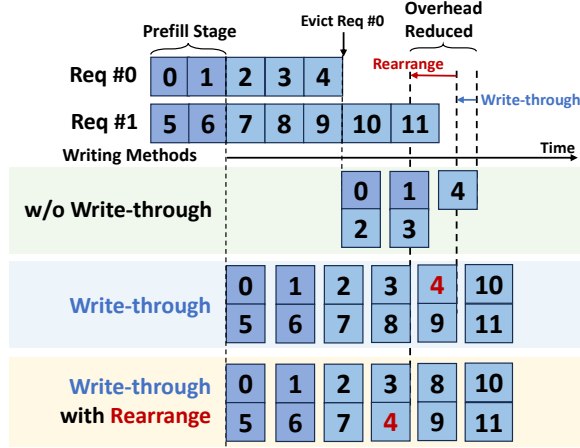 Prefill Stage
Evict Req #0
Overhead
Reduced
Rearrange
Write-through
Req #0 0 1 2 3 4
Req #1 5 6 7 8 9 10 11
Writing Methods
Time
w/o Write-through
0 1 4
2 3
Write-through
0 1 2 3 4 10
5 6 7 8 9 11
Write-through
with Rearrange
0 1 2 3 8 10
5 6 7 4 9 11